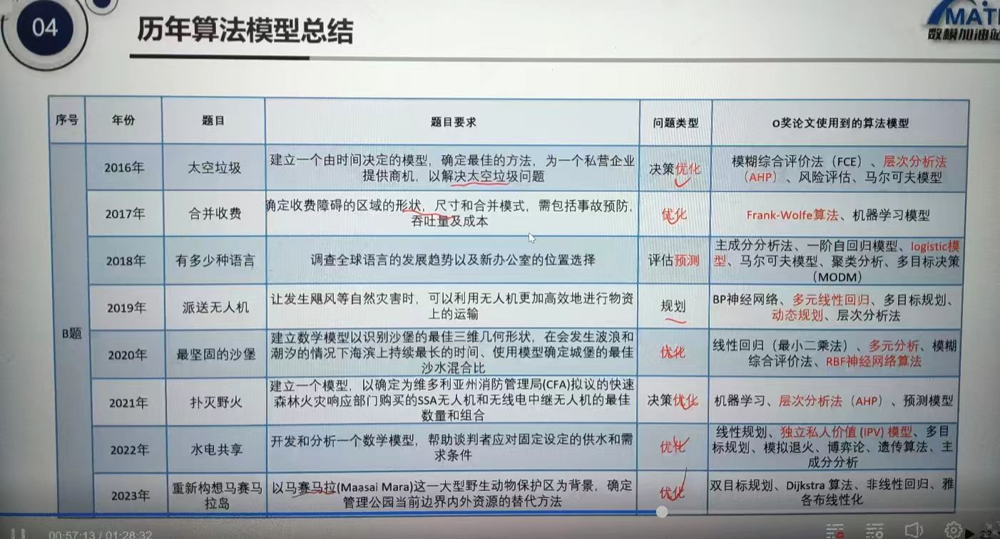 04
历年算法模型总结
MAT
数模加油站
序号
年份
题目
题目要求
问题类型
O奖论文使用到的算法模型
B题
2016年
太空垃圾
建立一个由时间决定的模型，确定最佳的方法，为一个私营企业
提供商机，以解决太空垃圾问题
决策优化
模糊综合评价法（FCE）、层次分析法
（AHP）、风险评估、马尔可夫模型
2017年
合并收费
确定收费障碍的区域的形状，尺寸和合并模式，需包括事故预防，
吞吐量及成本
优化
Frank-Wolfe算法、机器学习模型
2018年
有多少种语言
调查全球语言的发展趋势以及新办公室的位置选择
评估预测
主成分分析法、一阶自回归模型、logistic模
型、马尔可夫模型、聚类分析、多目标决策
（MODM）
2019年
派送无人机
让发生飓风等自然灾害时，可以利用无人机更加高效地进行物资
上的运输
规划
BP神经网络、多元线性回归、多目标规划、
动态规划、层次分析法
2020年
最坚固的沙堡
建立数学模型以识别沙堡的最佳三维几何形状，在会发生波浪和
潮汐的情况下海滨上持续最长的时间、使用模型确定城堡的最佳
沙水混合比
优化
线性回归（最小二乘法）、多元分析、模糊
综合评价法、RBF神经网络算法
2021年
扑灭野火
建立一个模型，以确定为维多利亚州消防管理局(CFA)拟议的快速
森林火灾响应部门购买的SSA无人机和无线电中继无人机的最佳
数量和组合
决策优化
机器学习、层次分析法（AHP）、预测模型
2022年
水电共享
开发和分析一个数学模型，帮助谈判者应对固定设定的供水和需
求条件
优化
线性规划、独立私人价值 (IPV) 模型、多目
标规划、模拟退火、博弈论、遗传算法、主
成分分析
2023年
重新构想马赛马
拉岛
以马赛马拉(Maasai Mara)这一大型野生动物保护区为背景，确定
管理公园当前边界内外资源的替代方法
优化
双目标规划、Dijkstra 算法、非线性回归、雅
各布线性化
00:57:13 / 01:28:32